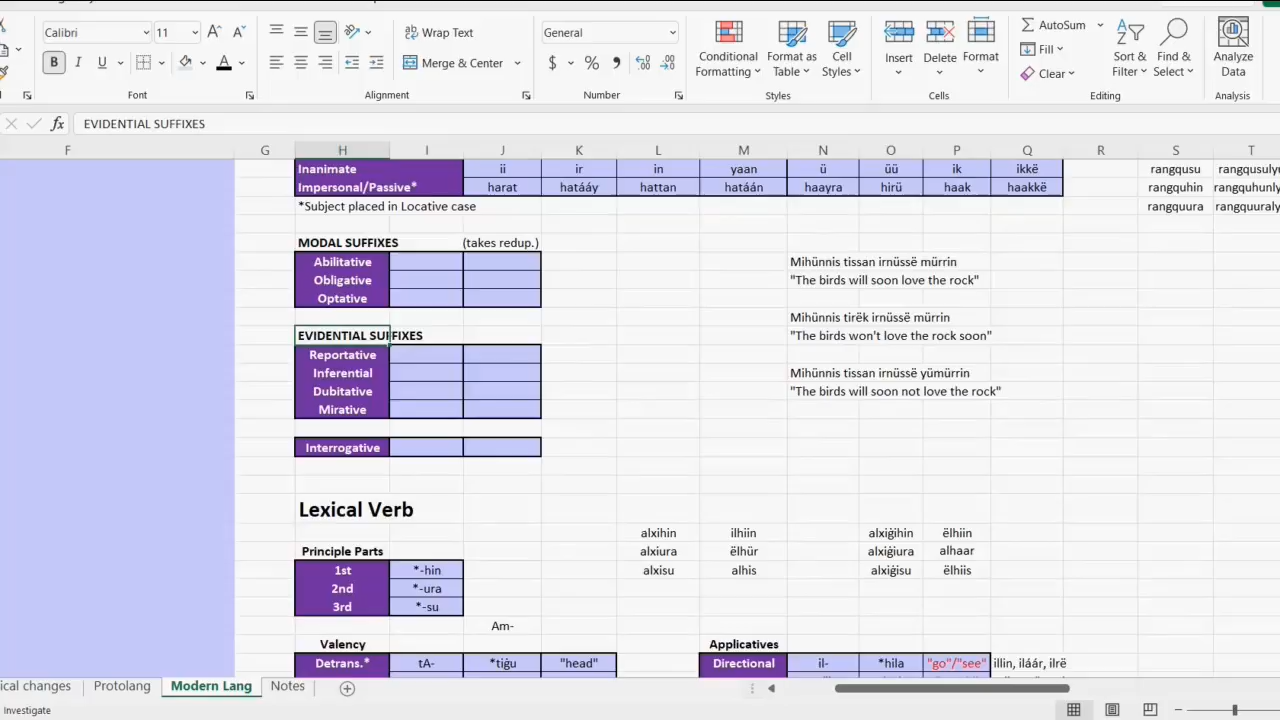 Calibri 11 Wrap Text General AutoSum
B I U Merge & Center $ % Conditional Formatting Format as Table Cell Styles Insert Delete Format Fill Clear Sort & Filter Find & Select Analyze Data
Font Alignment Number Styles Cells Editing Analysis
fx EVIDENTIAL SUFFIXES
F G H I J K L M N O P Q R S T
Inanimate ii ir in yaan ü üü ik ikkë rangqusu
Impersonal/Passive* harat hatááy hattan hatáán haayra hirü haak haakkë rangquhin
*Subject placed in Locative case rangquura
MODAL SUFFIXES (takes redup.)
Abilitative Mihünnis tissan irnüssë mürrin
Obligative "The birds will soon love the rock"
Optative
Mihünnis tirëk irnüssë mürrin
EVIDENTIAL SUFFIXES "The birds won't love the rock soon"
Reportative
Inferential Mihünnis tissan irnüssë yümürrin
Dubitative "The birds will soon not love the rock"
Mirative
Interrogative
Lexical Verb
alxihin ilhiin alxiġihin ëlhiin
Principle Parts alxiura ëlhür alxiġiura alhaar
1st *-hin alxisu alhis alxiġisu ëlhiis
2nd *-ura
3rd *-su
Am-
Valency Applicatives
Detrans.* tA- *tiġu "head" Directional il- *hila "go"/"see" illin, iláár, ilrë
ical changes Protolang Modern Lang Notes
Investigate